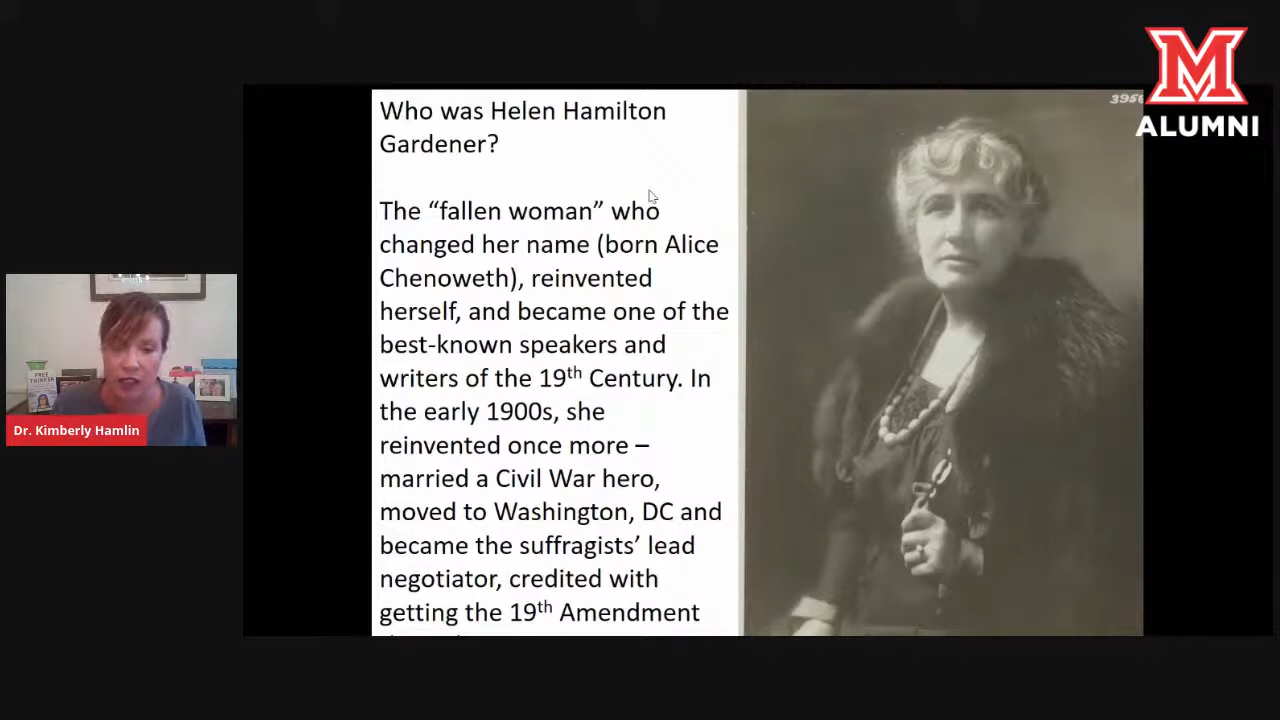 M
ALUMNI
3950
Who was Helen Hamilton
Gardener?
The “fallen woman” who
changed her name (born Alice
Chenoweth), reinvented
herself, and became one of the
best-known speakers and
writers of the 19th Century. In
the early 1900s, she
reinvented once more –
married a Civil War hero,
moved to Washington, DC and
became the suffragists’ lead
negotiator, credited with
getting the 19th Amendment
FREE
THINKER
Dr. Kimberly Hamlin